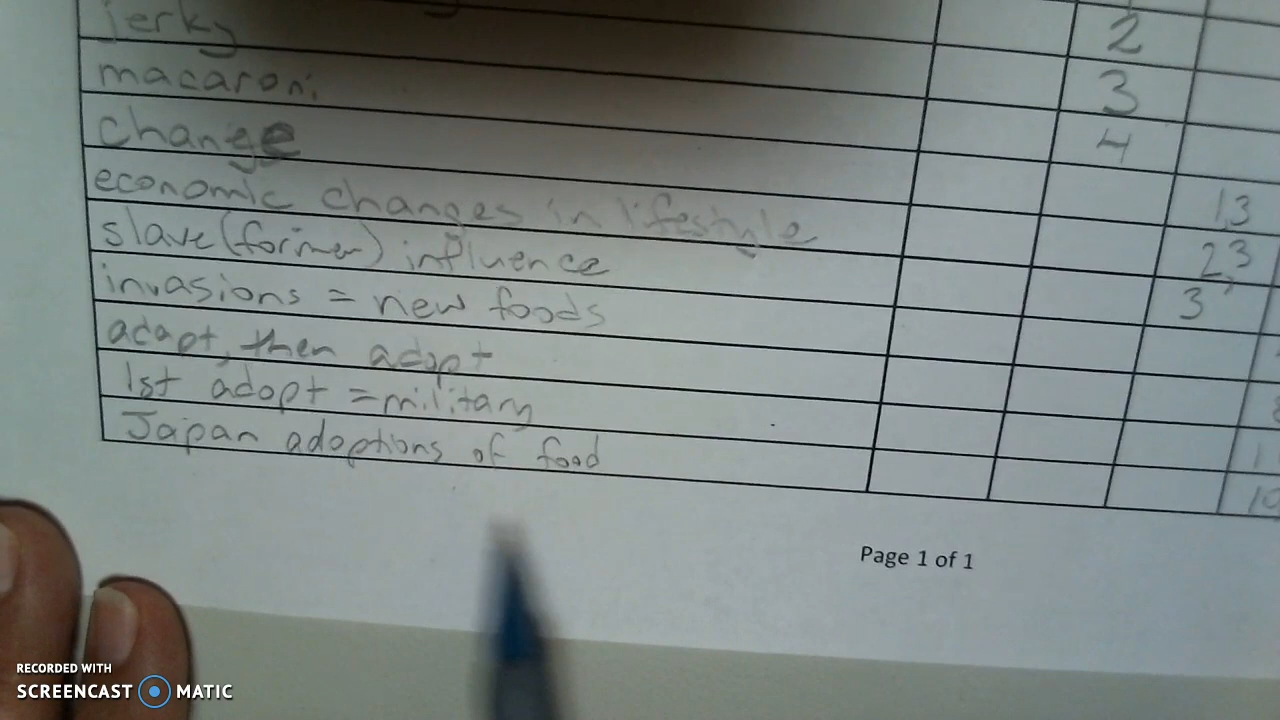 jerky 2
macaroni 3
change 4
economic changes in lifestyle 1,3
slave (former) influence 2,3
invasions = new foods 3
adapt, then adopt
1st adopt = military
Japan adoptions of food 10
Page 1 of 1
RECORDED WITH
SCREENCAST MATIC